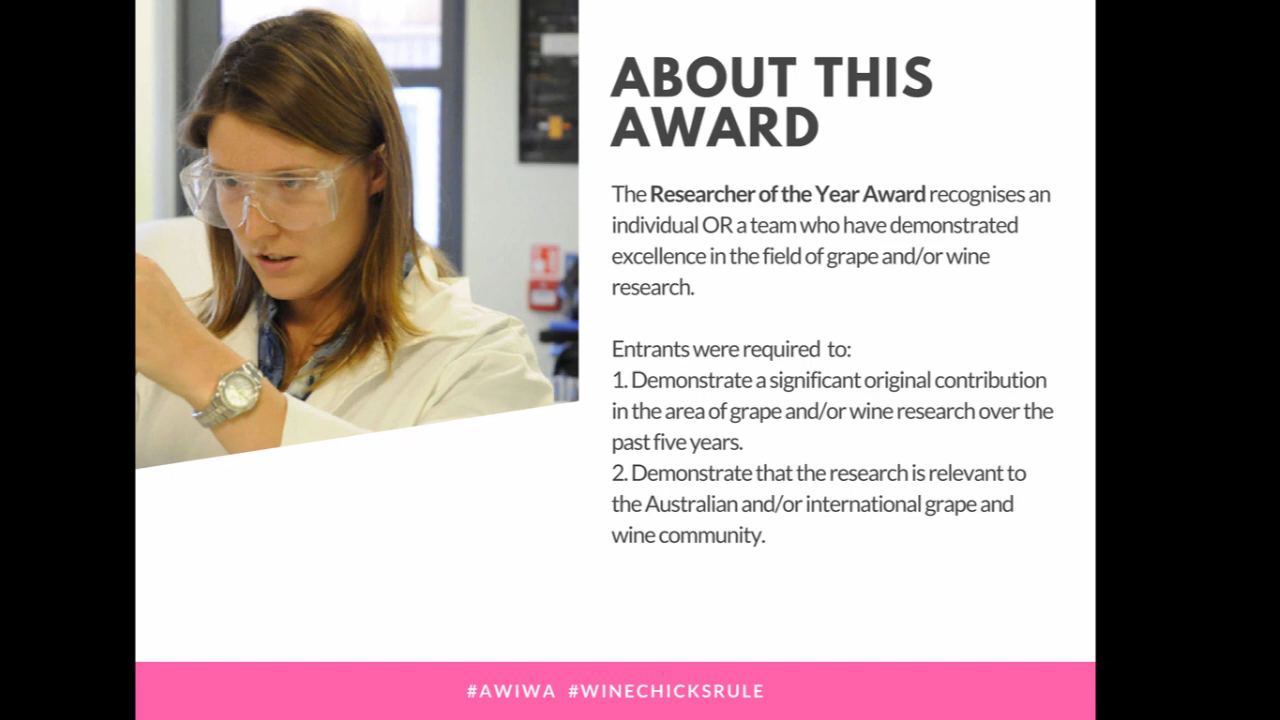 ABOUT THIS
AWARD
The Researcher of the Year Award recognises an
individual OR a team who have demonstrated
excellence in the field of grape and/or wine
research.
Entrants were required to:
1. Demonstrate a significant original contribution
in the area of grape and/or wine research over the
past five years.
2. Demonstrate that the research is relevant to
the Australian and/or international grape and
wine community.
#AWIWA #WINECHICKSRULE